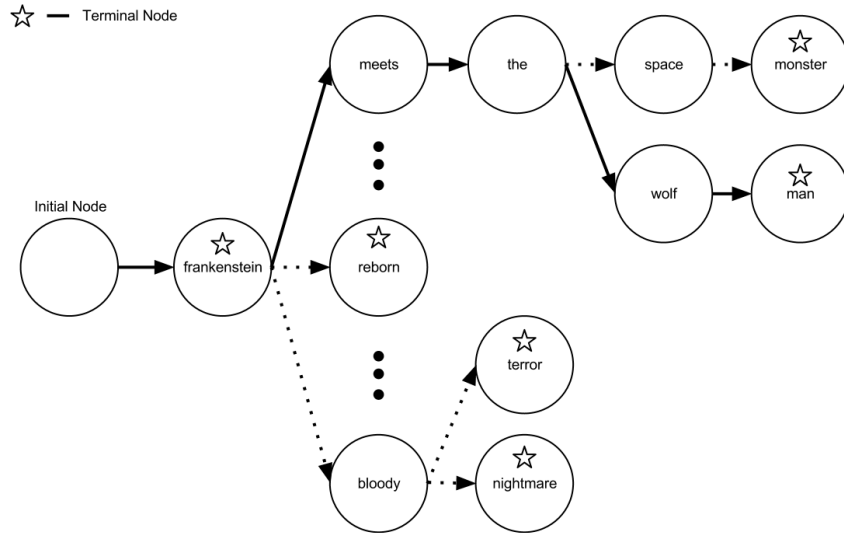 Terminal Node
meets
the
space
monster
wolf
man
Initial Node
frankenstein
reborn
terror
bloody
nightmare